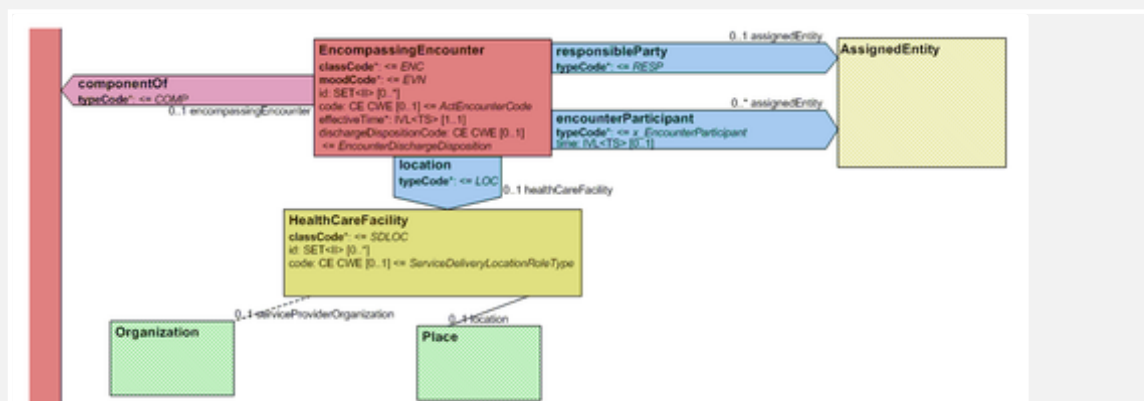 0..1 assignedEntity
EncompassingEncounter
classCode*: <= ENC
moodCode*: <= EVN
id: SET<II> [0..*]
code: CE CWE [0..1] <= ActEncounterCode
effectiveTime*: IVL<TS> [1..1]
dischargeDispositionCode: CE CWE [0..1]
<= EncounterDischargeDisposition
responsibleParty
typeCode*: <= RESP
AssignedEntity
componentOf
typeCode*: <= COMP
0..1 encompassingEncounter
0..* assignedEntity
encounterParticipant
typeCode*: <= x_EncounterParticipant
time: IVL<TS> [0..1]
location
typeCode*: <= LOC
0..1 healthCareFacility
HealthCareFacility
classCode*: <= SDLOC
id: SET<II> [0..*]
code: CE CWE [0..1] <= ServiceDeliveryLocationRoleType
0..1 serviceProviderOrganization
0..1 location
Organization
Place